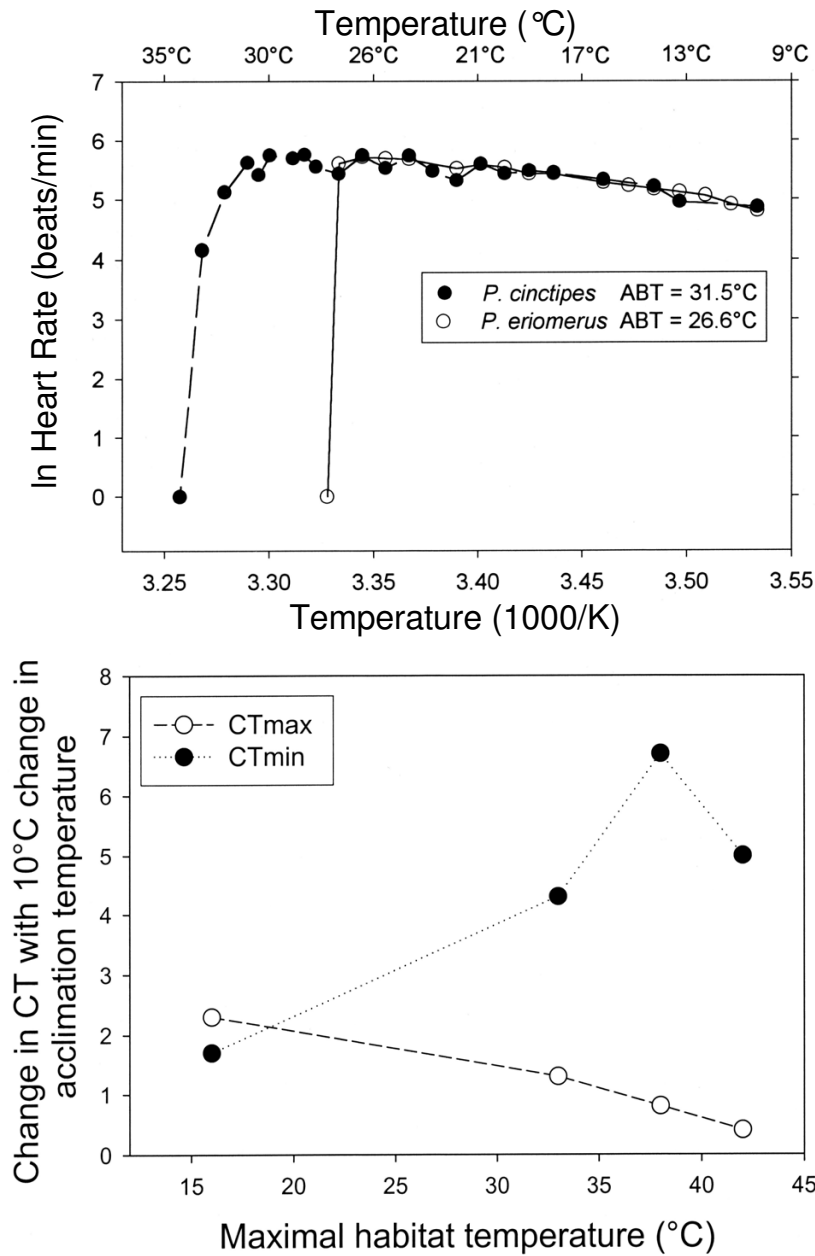 Temperature (°C)
35°C 30°C 26°C 21°C 17°C 13°C 9°C
7
6
5
4
3
2
1
0
ln Heart Rate (beats/min)
P. cinctipes ABT = 31.5°C
P. eriomerus ABT = 26.6°C
3.25 3.30 3.35 3.40 3.45 3.50 3.55
Temperature (1000/K)
8
7
6
5
4
3
2
1
0
Change in CT with 10°C change in
acclimation temperature
CTmax
CTmin
15 20 25 30 35 40 45
Maximal habitat temperature (°C)